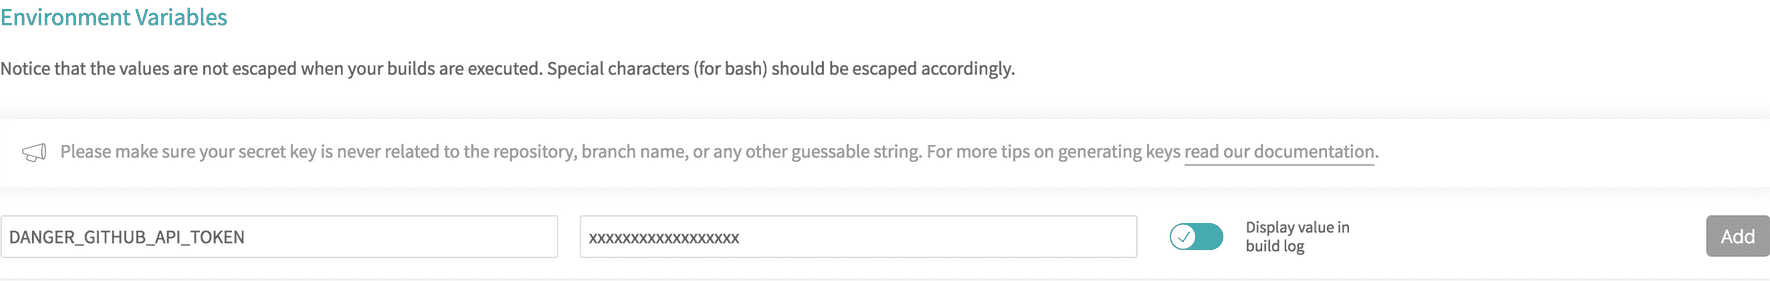 Environment Variables
Notice that the values are not escaped when your builds are executed. Special characters (for bash) should be escaped accordingly.
Please make sure your secret key is never related to the repository, branch name, or any other guessable string. For more tips on generating keys read our documentation.
DANGER_GITHUB_API_TOKEN
xxxxxxxxxxxxxxxxxx
Display value in
build log
Add